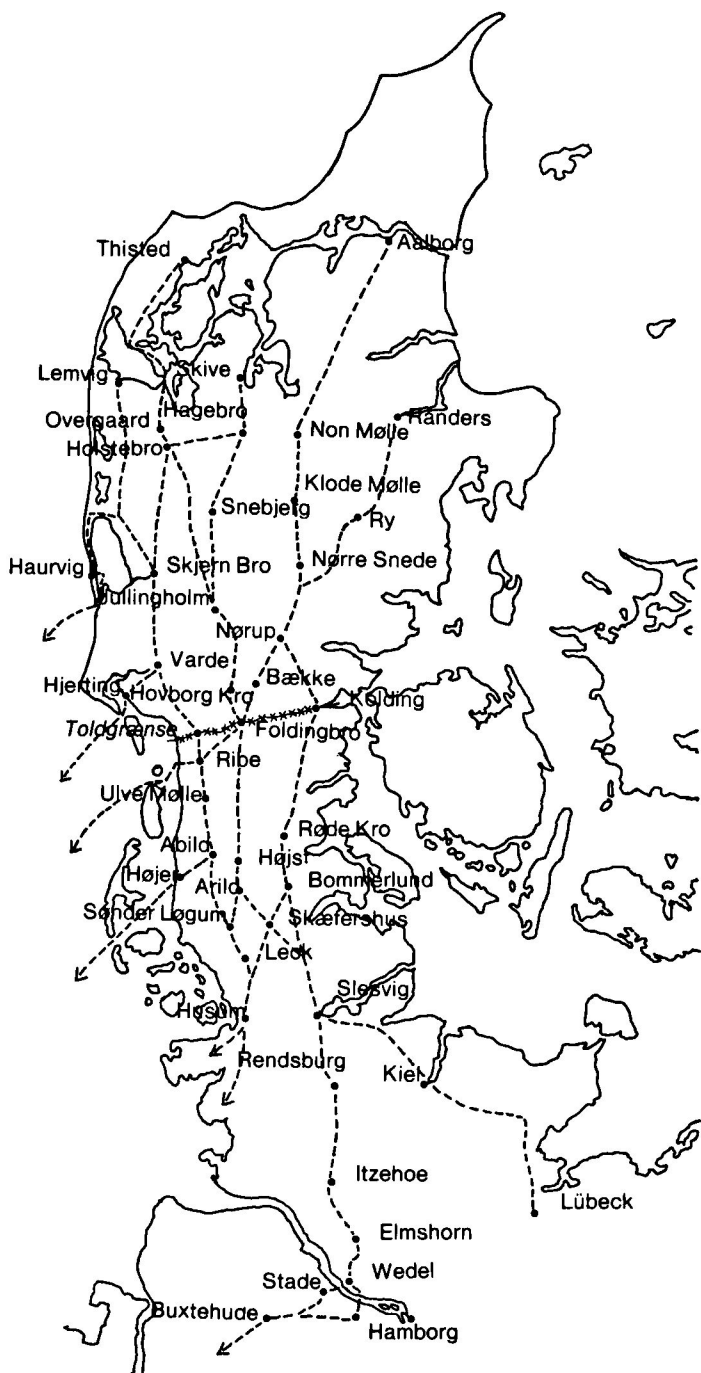 Thisted
Aalborg
Lemvig
Skive
Hagebro
Overgaard
Randers
Holstebro
Non Mølle
Klode Mølle
Snebjerg
Ry
Haurvig
Skjern Bro
Nørre Snede
Jullingholm
Nørup
Varde
Bække
Hjerting
Hovborg Kro
Kolding
Toldgrænse
Foldingbro
Ribe
Ulve Mølle
Røde Kro
Abild
Højst
Højer
Arild
Bommerlund
Sønder Løgum
Skæfershus
Leck
Slesvig
Husum
Rendsburg
Kiel
Itzehoe
Lübeck
Elmshorn
Wedel
Stade
Buxtehude
Hamborg